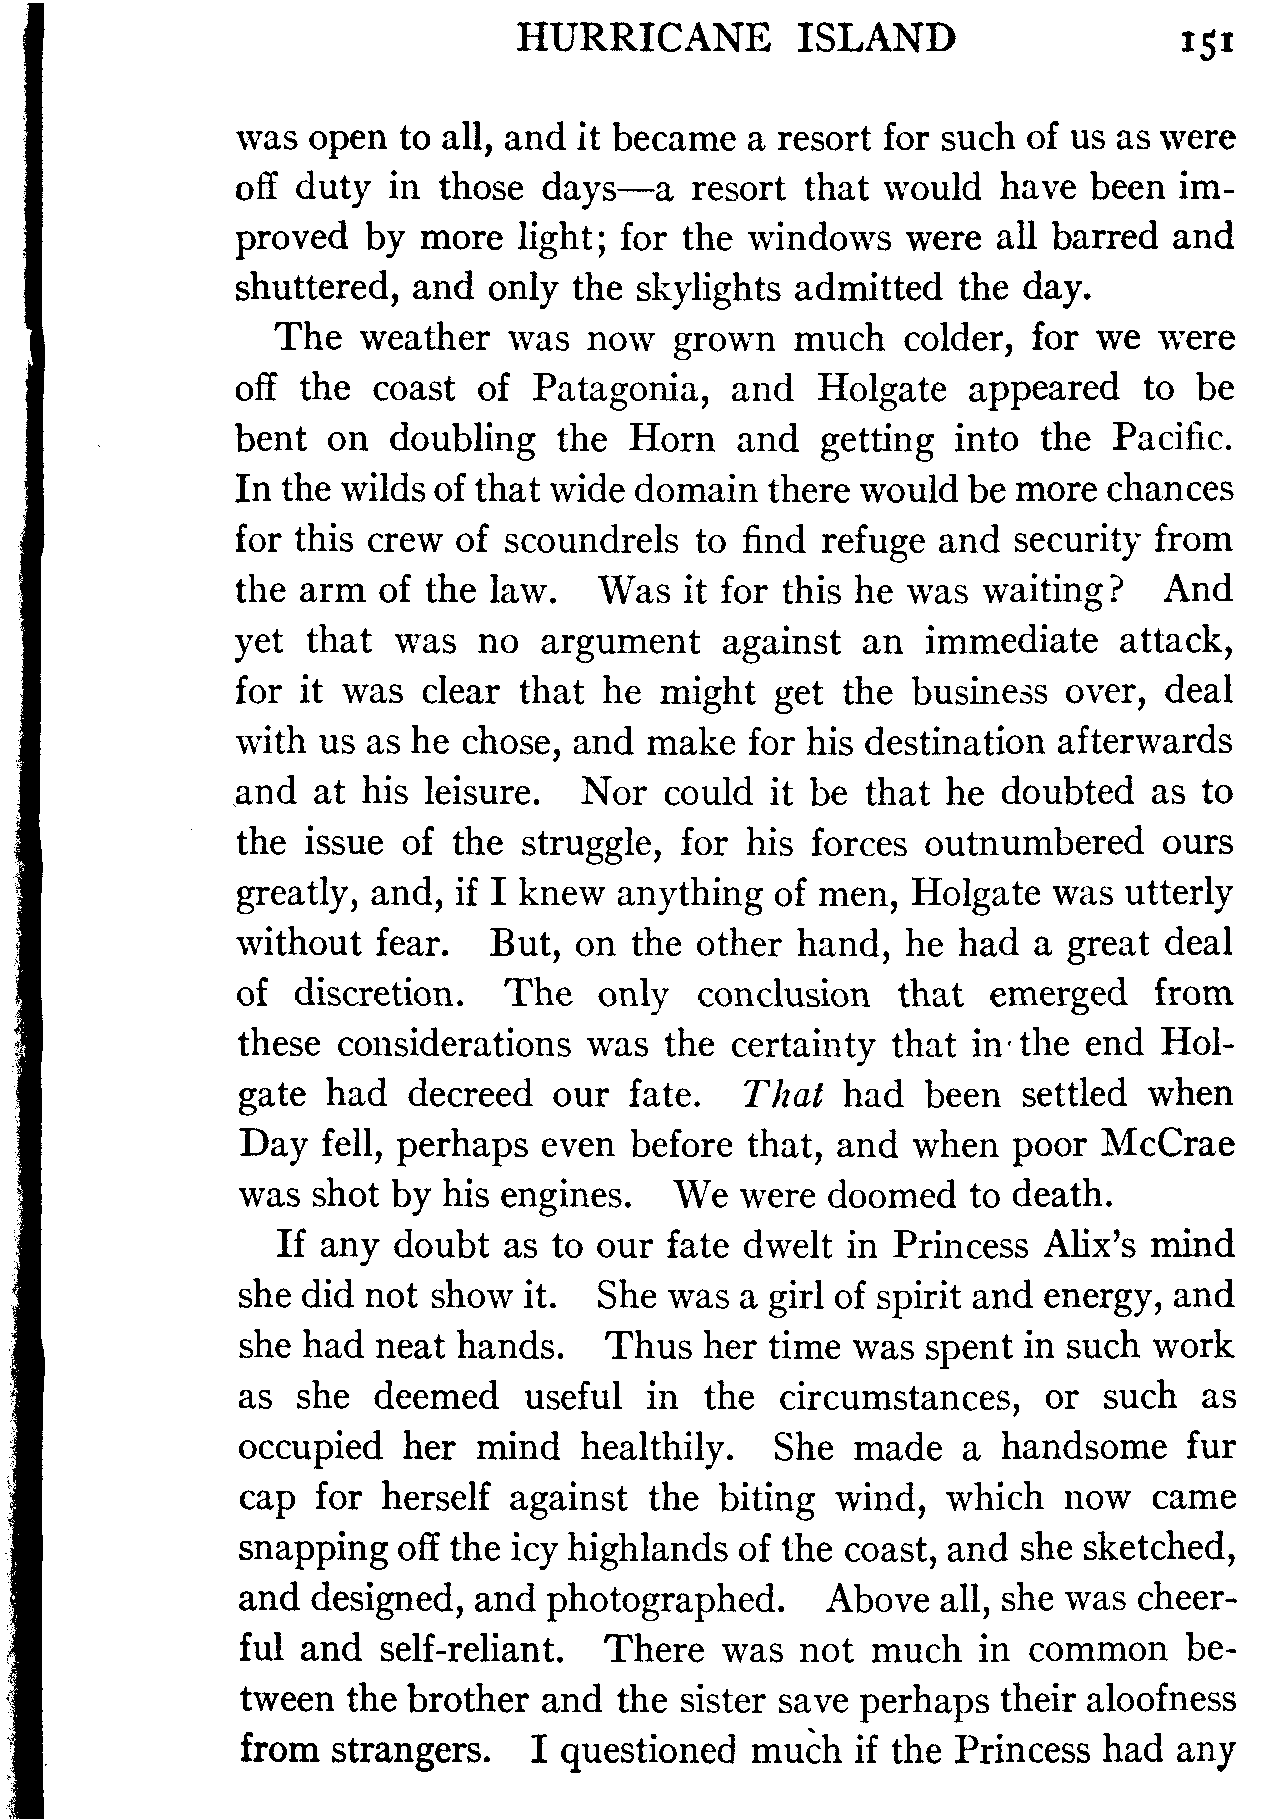 HURRICANE ISLAND 151
was open to all, and it became a resort for such of us as were
off duty in those days—a resort that would have been im-
proved by more light; for the windows were all barred and
shuttered, and only the skylights admitted the day.
The weather was now grown much colder, for we were
off the coast of Patagonia, and Holgate appeared to be
bent on doubling the Horn and getting into the Pacific.
In the wilds of that wide domain there would be more chances
for this crew of scoundrels to find refuge and security from
the arm of the law. Was it for this he was waiting? And
yet that was no argument against an immediate attack,
for it was clear that he might get the business over, deal
with us as he chose, and make for his destination afterwards
and at his leisure. Nor could it be that he doubted as to
the issue of the struggle, for his forces outnumbered ours
greatly, and, if I knew anything of men, Holgate was utterly
without fear. But, on the other hand, he had a great deal
of discretion. The only conclusion that emerged from
these considerations was the certainty that in the end Hol-
gate had decreed our fate. That had been settled when
Day fell, perhaps even before that, and when poor McCrae
was shot by his engines. We were doomed to death.
If any doubt as to our fate dwelt in Princess Alix's mind
she did not show it. She was a girl of spirit and energy, and
she had neat hands. Thus her time was spent in such work
as she deemed useful in the circumstances, or such as
occupied her mind healthily. She made a handsome fur
cap for herself against the biting wind, which now came
snapping off the icy highlands of the coast, and she sketched,
and designed, and photographed. Above all, she was cheer-
ful and self-reliant. There was not much in common be-
tween the brother and the sister save perhaps their aloofness
from strangers. I questioned much if the Princess had any